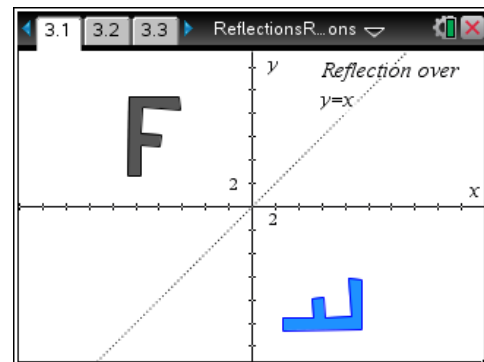 3.1 3.2 3.3 ReflectionsR...ons
y Reflection over
y=x
2
x
2